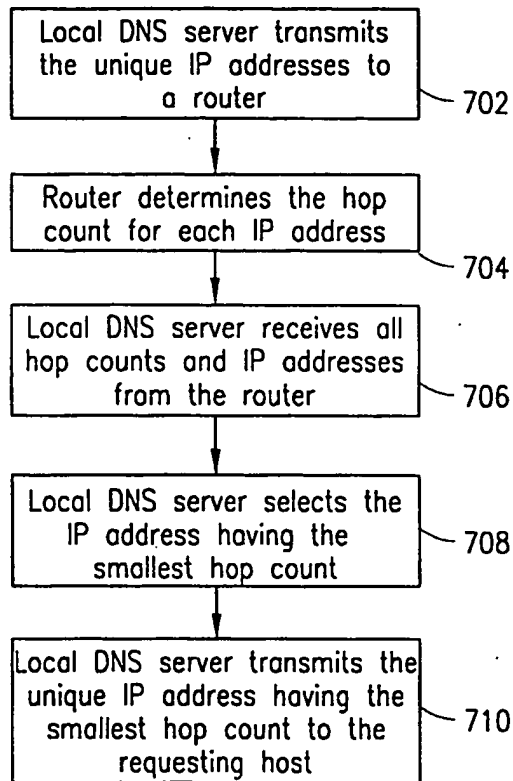 Local DNS server transmits
the unique IP addresses to
a router
702
Router determines the hop
count for each IP address
704
Local DNS server receives all
hop counts and IP addresses
from the router
706
Local DNS server selects the
IP address having the
smallest hop count
708
Local DNS server transmits the
unique IP address having the
smallest hop count to the
requesting host
710